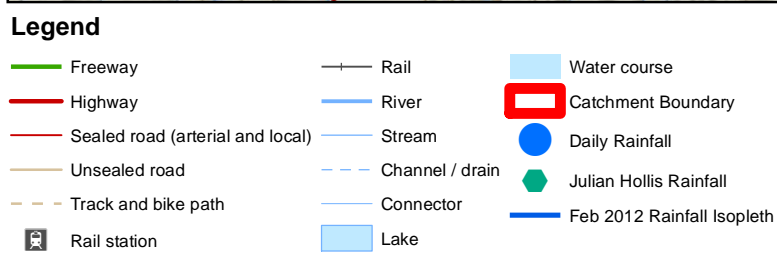 Legend
Freeway
Highway
Sealed road (arterial and local)
Unsealed road
Track and bike path
Rail station
Rail
River
Stream
Channel / drain
Connector
Lake
Water course
Catchment Boundary
Daily Rainfall
Julian Hollis Rainfall
Feb 2012 Rainfall Isopleth